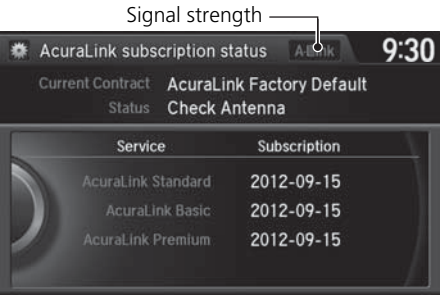 Signal strength
AcuraLink subscription status A-Link 9:30
Current Contract AcuraLink Factory Default
Status Check Antenna
Service Subscription
AcuraLink Standard 2012-09-15
AcuraLink Basic 2012-09-15
AcuraLink Premium 2012-09-15